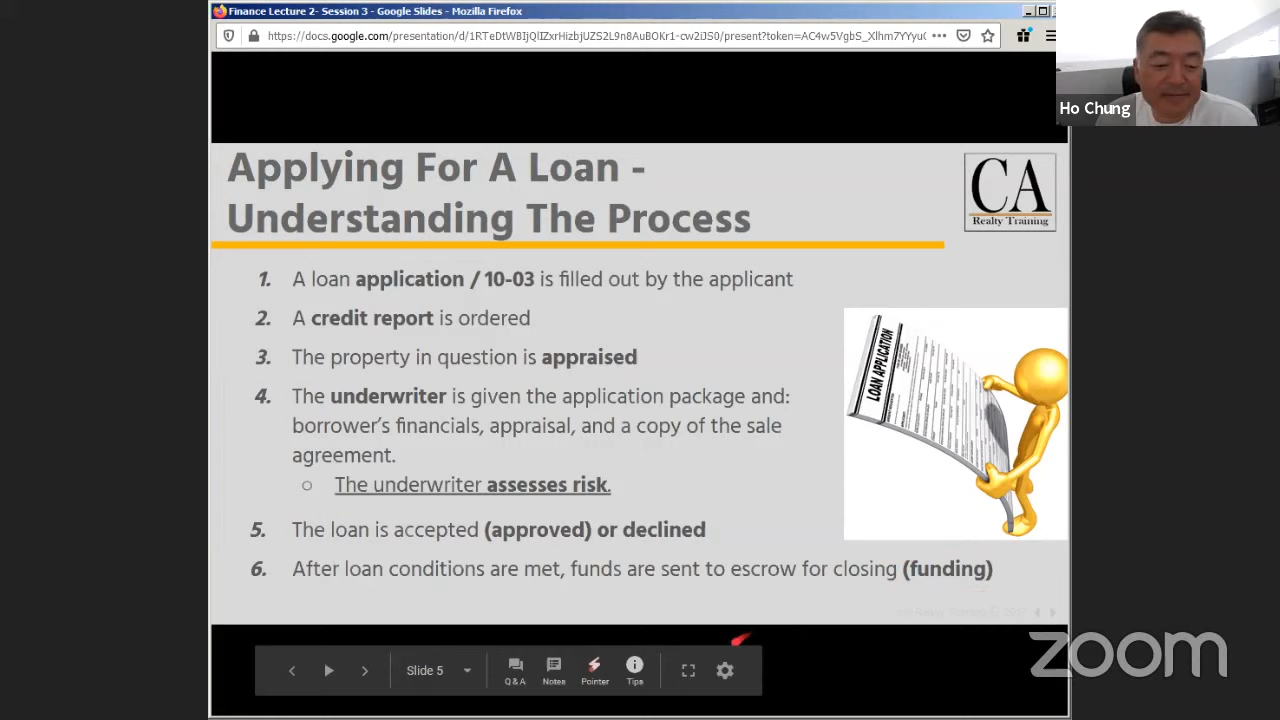 Finance Lecture 2- Session 3 - Google Slides - Mozilla Firefox
Ho Chung
Applying For A Loan -
Understanding The Process
CA
Realty Training
1. A loan application / 10-03 is filled out by the applicant
2. A credit report is ordered
3. The property in question is appraised
4. The underwriter is given the application package and:
borrower's financials, appraisal, and a copy of the sale
agreement.
○ The underwriter assesses risk.
5. The loan is accepted (approved) or declined
6. After loan conditions are met, funds are sent to escrow for closing (funding)
LOAN APPLICATION
Slide 5
Q & A
Notes
Pointer
Tips
zoom